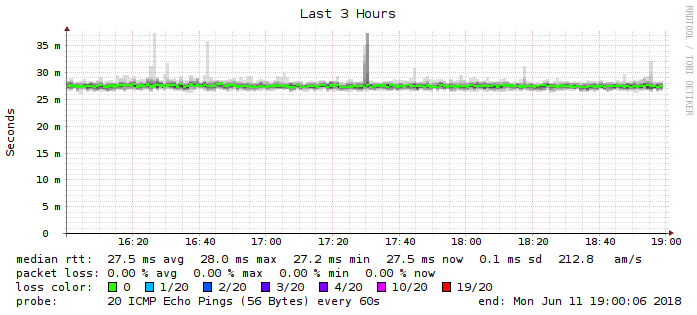 Last 3 Hours
RRDTOOL / TOBI OETIKER
Seconds
35 m
30 m
25 m
20 m
15 m
10 m
5 m
0
16:20 16:40 17:00 17:20 17:40 18:00 18:20 18:40 19:00
median rtt: 27.5 ms avg 28.0 ms max 27.2 ms min 27.5 ms now 0.1 ms sd 212.8 am/s
packet loss: 0.00 % avg 0.00 % max 0.00 % min 0.00 % now
loss color: 0 1/20 2/20 3/20 4/20 10/20 19/20
probe: 20 ICMP Echo Pings (56 Bytes) every 60s end: Mon Jun 11 19:00:06 2018